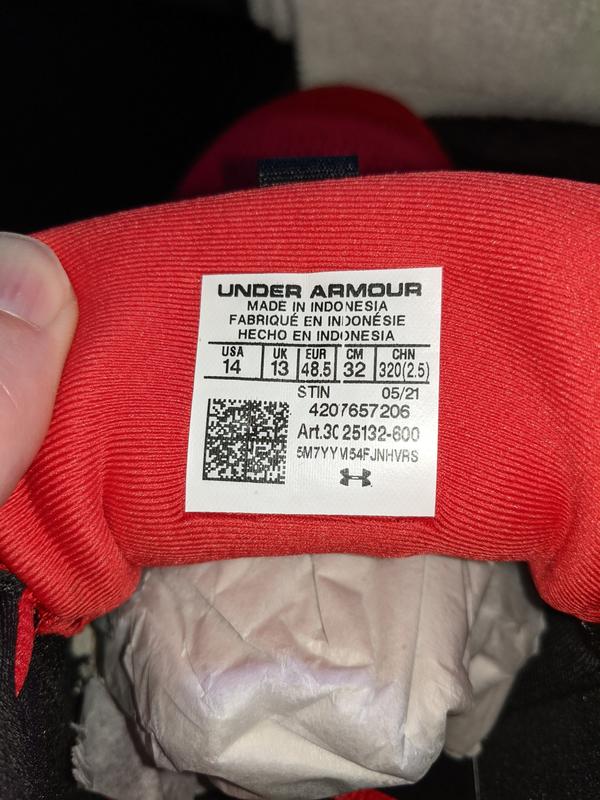 UNDER ARMOUR
MADE IN INDONESIA
FABRIQUÉ EN INDONÉSIE
HECHO EN INDONESIA
USA UK EUR CM CHN
14 13 48.5 32 320(2.5)
STIN 05/21
4207657206
Art.3025132-600
5M7YYM54FJNHVRS